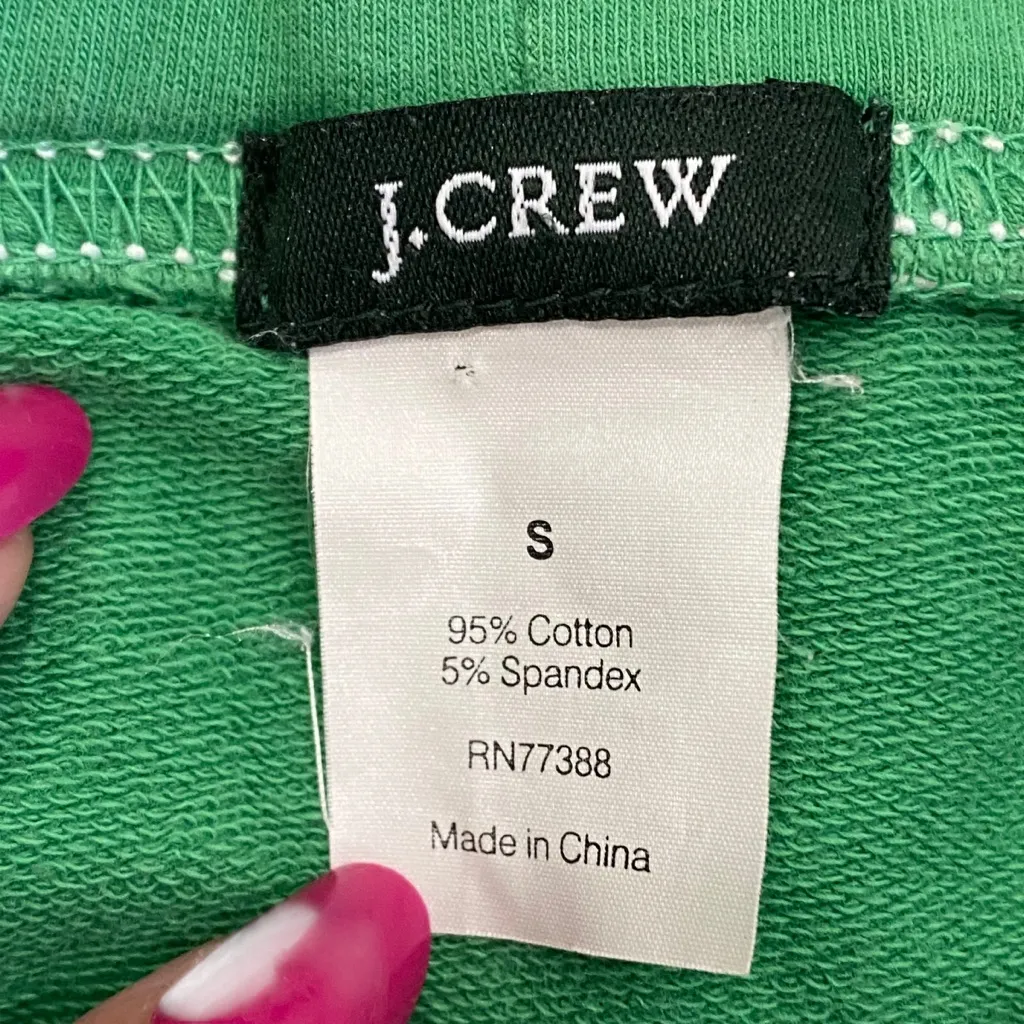 J.CREW
S
95% Cotton
5% Spandex
RN77388
Made in China